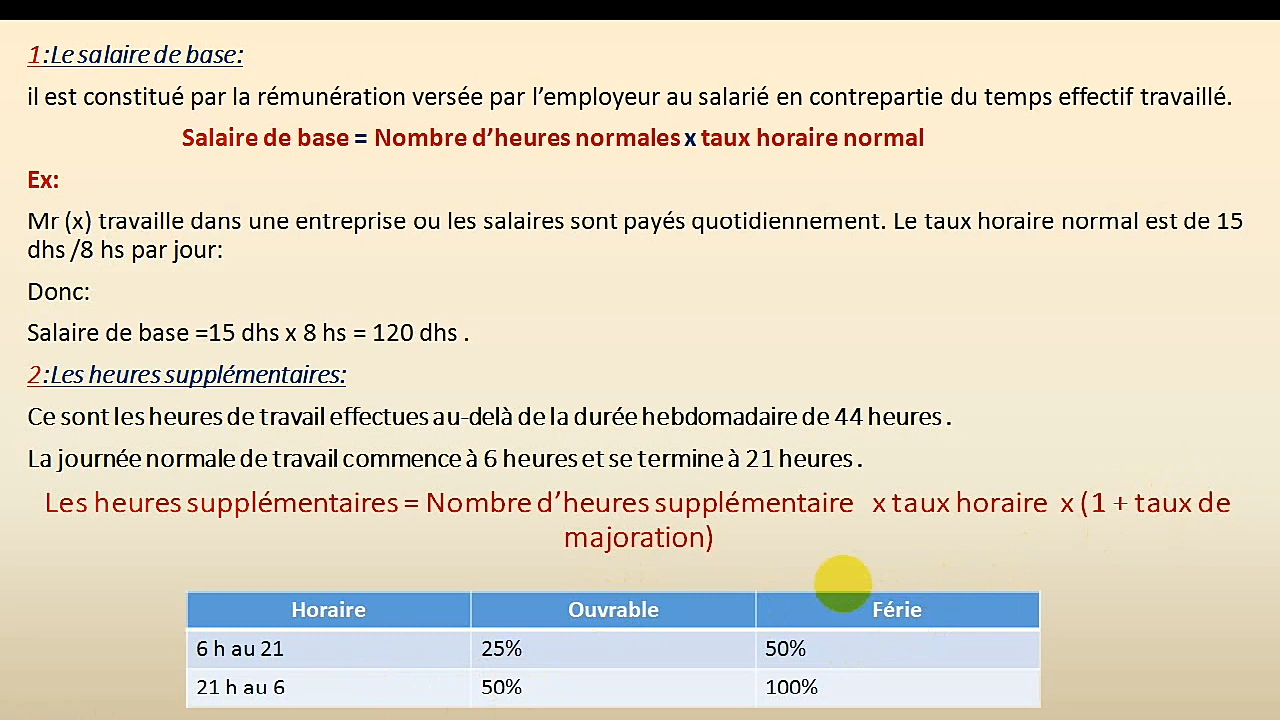 1:Le salaire de base:
il est constitué par la rémunération versée par l’employeur au salarié en contrepartie du temps effectif travaillé.
Salaire de base = Nombre d’heures normales x taux horaire normal
Ex:
Mr (x) travaille dans une entreprise ou les salaires sont payés quotidiennement. Le taux horaire normal est de 15
dhs /8 hs par jour:
Donc:
Salaire de base =15 dhs x 8 hs = 120 dhs .
2:Les heures supplémentaires:
Ce sont les heures de travail effectues au-delà de la durée hebdomadaire de 44 heures .
La journée normale de travail commence à 6 heures et se termine à 21 heures .
Les heures supplémentaires = Nombre d’heures supplémentaire x taux horaire x (1 + taux de
majoration)
Horaire Ouvrable Férie
6 h au 21 25% 50%
21 h au 6 50% 100%